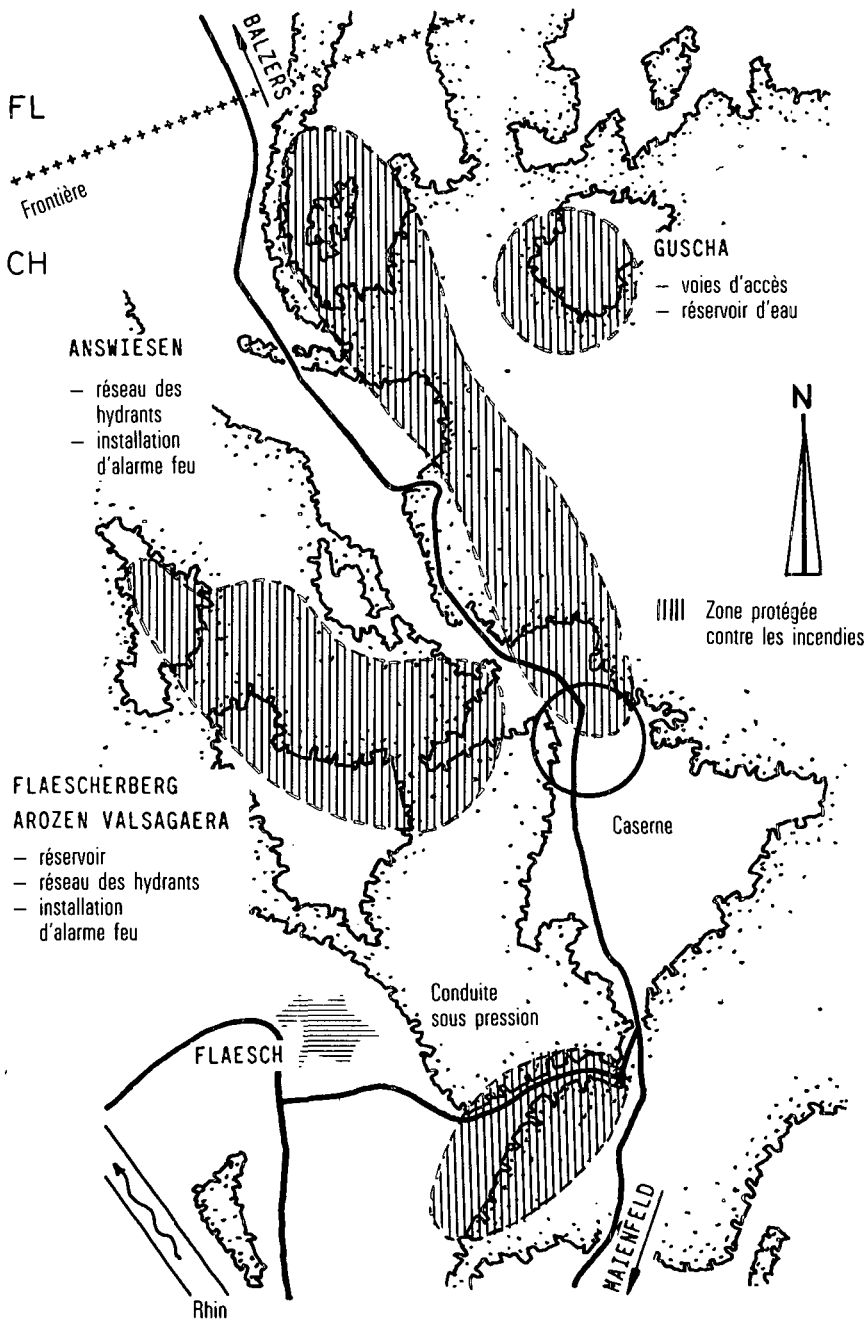 BALZERS
FL
Frontière
CH
GUSCHA
– voies d'accès
– réservoir d'eau
ANSWIESEN
– réseau des
hydrants
– installation
d'alarme feu
N
Zone protégée
contre les incendies
FLAESCHERBERG
AROZEN VALSAGAERA
– réservoir
– réseau des hydrants
– installation
d'alarme feu
Caserne
Conduite
sous pression
FLAESCH
MAIENFELD
Rhin